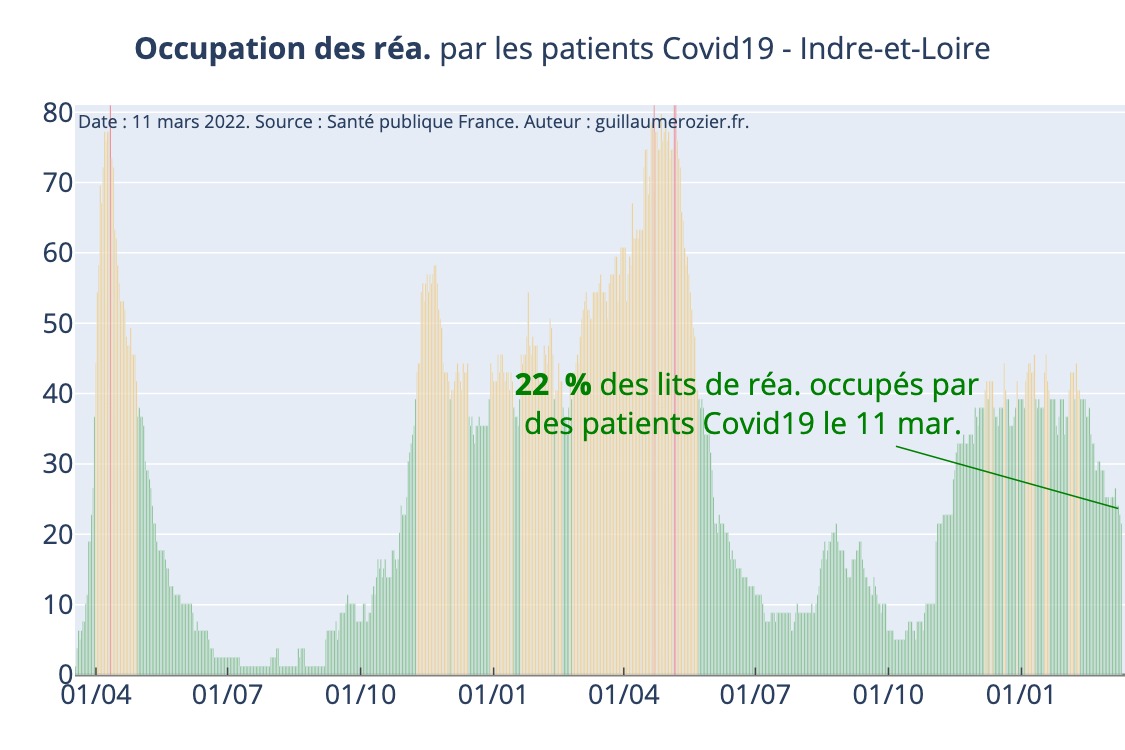 Occupation des réa. par les patients Covid19 - Indre-et-Loire
Date : 11 mars 2022. Source : Santé publique France. Auteur : guillaumerozier.fr.
80
70
60
50
40
30
20
10
0
22 % des lits de réa. occupés par
des patients Covid19 le 11 mar.
01/04 01/07 01/10 01/01 01/04 01/07 01/10 01/01